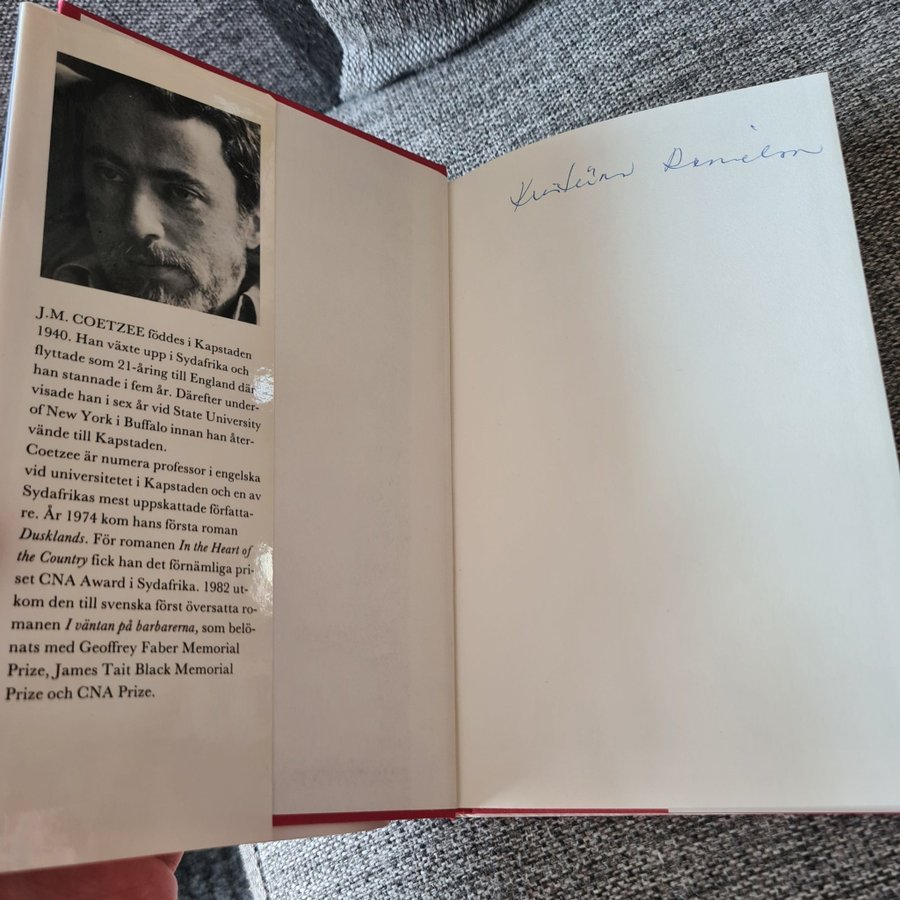 J.M. COETZEE föddes i Kapstaden
1940. Han växte upp i Sydafrika och
flyttade som 21-åring till England där
han stannade i fem år. Därefter under-
visade han i sex år vid State University
of New York i Buffalo innan han åter-
vände till Kapstaden.
Coetzee är numera professor i engelska
vid universitetet i Kapstaden och en av
Sydafrikas mest uppskattade författa-
re. År 1974 kom hans första roman
Dusklands. För romanen In the Heart of
the Country fick han det förnämliga pri-
set CNA Award i Sydafrika. 1982 ut-
kom den till svenska först översatta ro-
manen I väntan på barbarerna, som belö-
nats med Geoffrey Faber Memorial
Prize, James Tait Black Memorial
Prize och CNA Prize.